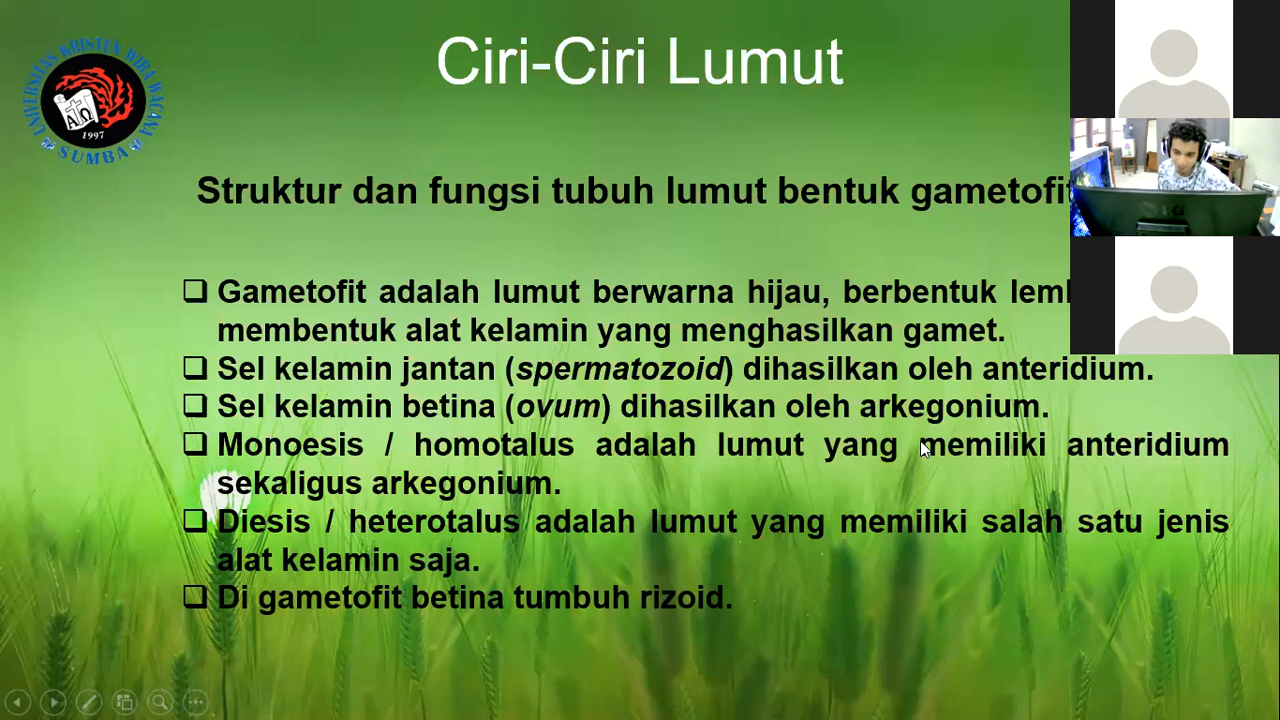 Ciri-Ciri Lumut
UNIVERSITAS KRISTEN WIRA WACANA
ΑΩ
1997
SUMBA
Struktur dan fungsi tubuh lumut bentuk gametofit
❑ Gametofit adalah lumut berwarna hijau, berbentuk
membentuk alat kelamin yang menghasilkan gamet.
❑ Sel kelamin jantan (spermatozoid) dihasilkan oleh anteridium.
❑ Sel kelamin betina (ovum) dihasilkan oleh arkegonium.
❑ Monoesis / homotalus adalah lumut yang memiliki anteridium
sekaligus arkegonium.
❑ Diesis / heterotalus adalah lumut yang memiliki salah satu jenis
alat kelamin saja.
❑ Di gametofit betina tumbuh rizoid.